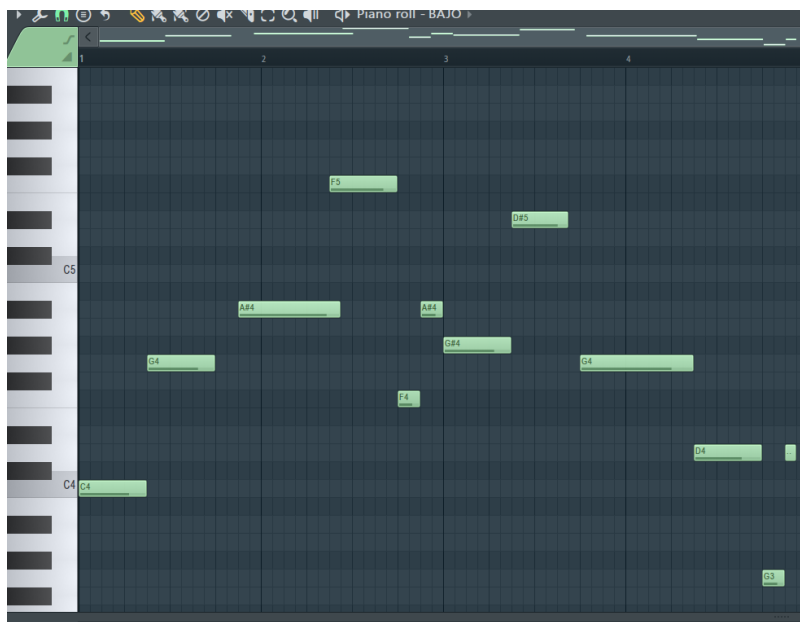 Piano roll - BAJO
1 2 3 4
F5
D#5
C5
A#4 A#4
G#4
G4 G4
F4
D4 ...
C4 C4
G3